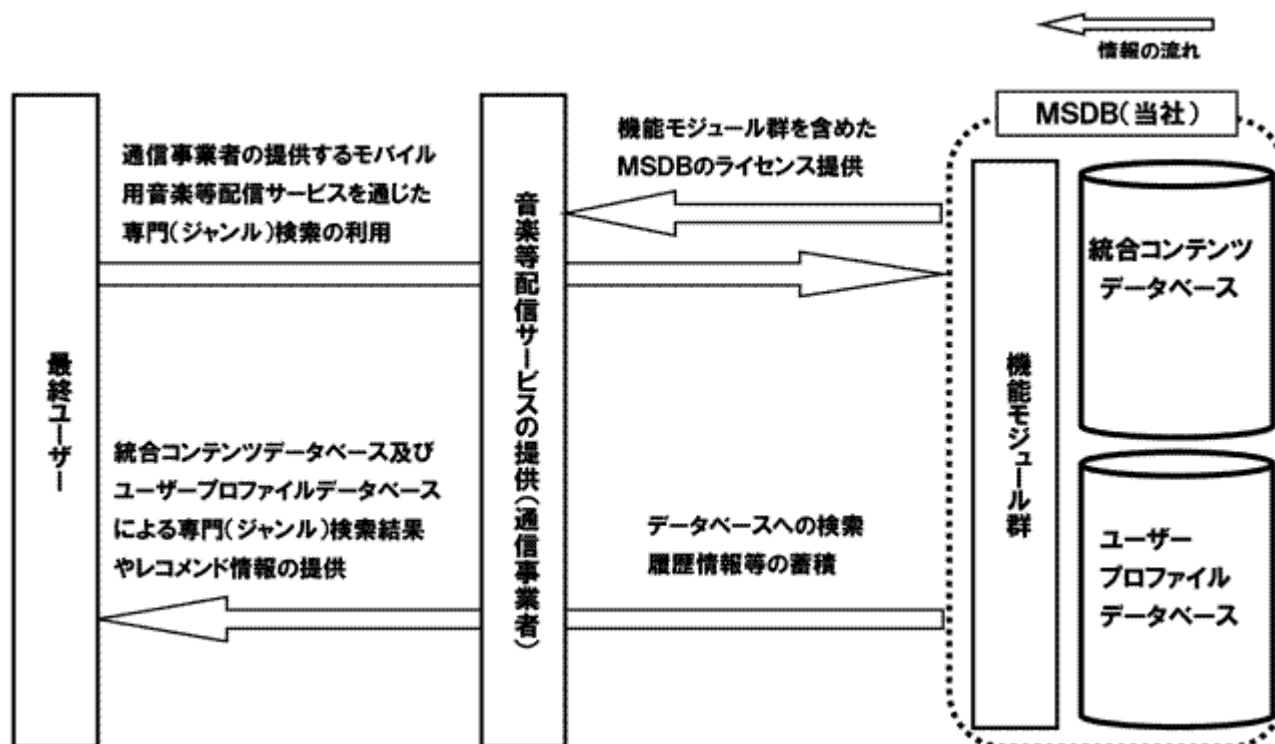 情報の流れ
MSDB(当社)
通信事業者の提供するモバイル
用音楽等配信サービスを通じた
専門(ジャンル)検索の利用
機能モジュール群を含めた
MSDBのライセンス提供
統合コンテンツ
データベース
最終ユーザー
音楽等配信サービスの提供(通信事業者)
機能モジュール群
統合コンテンツデータベース及び
ユーザープロファイルデータベース
による専門(ジャンル)検索結果
やレコメンド情報の提供
データベースへの検索
履歴情報等の蓄積
ユーザー
プロファイル
データベース